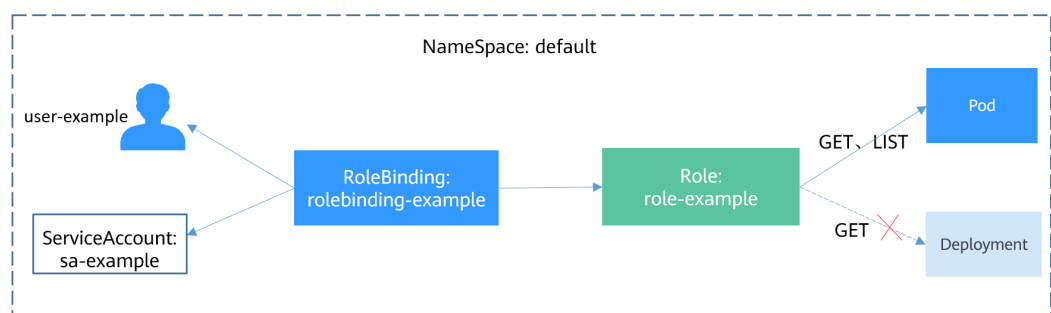 NameSpace: default
user-example
Pod
GET、LIST
RoleBinding:
rolebinding-example
Role:
role-example
ServiceAccount:
sa-example
GET
Deployment